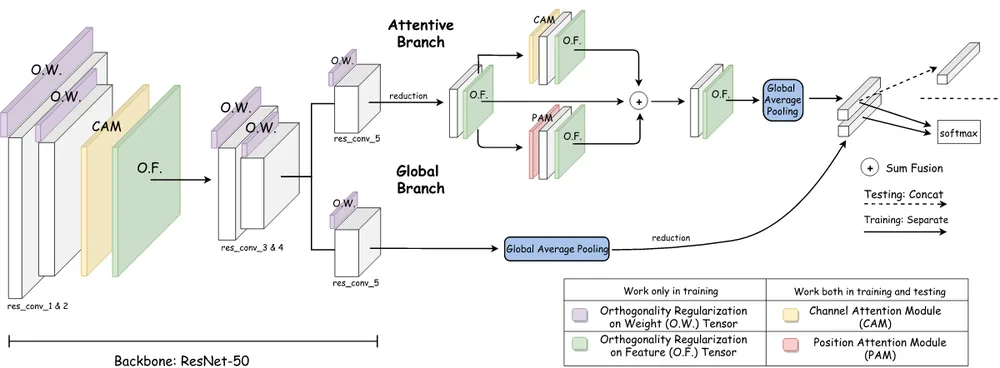 Attentive
Branch
CAM
O.F.
O.W.
O.W.
O.W.
CAM
O.F.
O.W.
O.W.
res_conv_5
reduction
O.F.
PAM
O.F.
+
O.F.
Global
Average
Pooling
softmax
Global
Branch
O.W.
res_conv_5
res_conv_3 & 4
res_conv_1 & 2
Global Average Pooling
reduction
+ Sum Fusion
Testing: Concat
Training: Separate
Work only in training
Work both in training and testing
Orthogonality Regularization
on Weight (O.W.) Tensor
Channel Attention Module
(CAM)
Orthogonality Regularization
on Feature (O.F.) Tensor
Position Attention Module
(PAM)
Backbone: ResNet-50